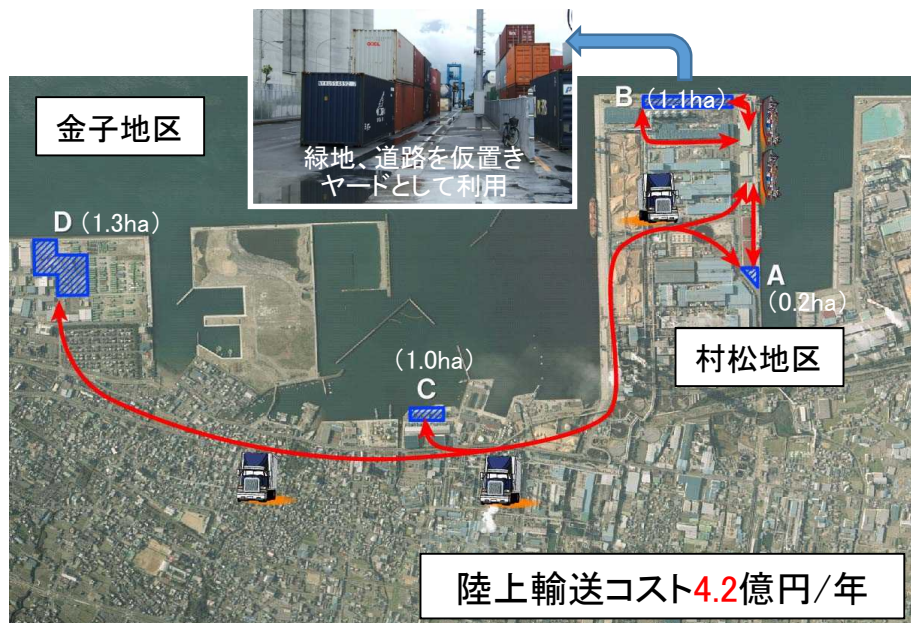 金子地区
緑地、道路を仮置き
ヤードとして利用
B (1.1ha)
D (1.3ha)
A
(0.2ha)
村松地区
(1.0ha)
C
陸上輸送コスト4.2億円/年